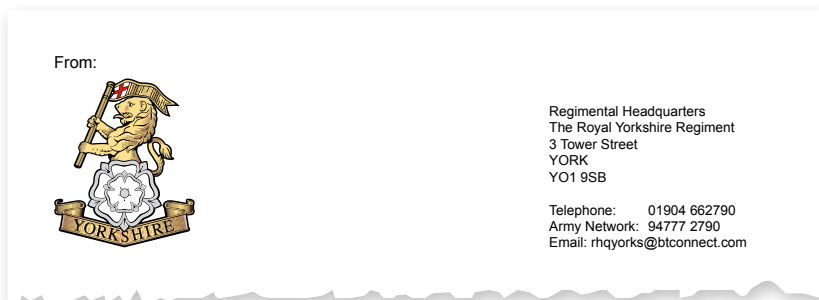 From:
YORKSHIRE
Regimental Headquarters
The Royal Yorkshire Regiment
3 Tower Street
YORK
YO1 9SB
Telephone: 01904 662790
Army Network: 94777 2790
Email: rhqyorks@btconnect.com